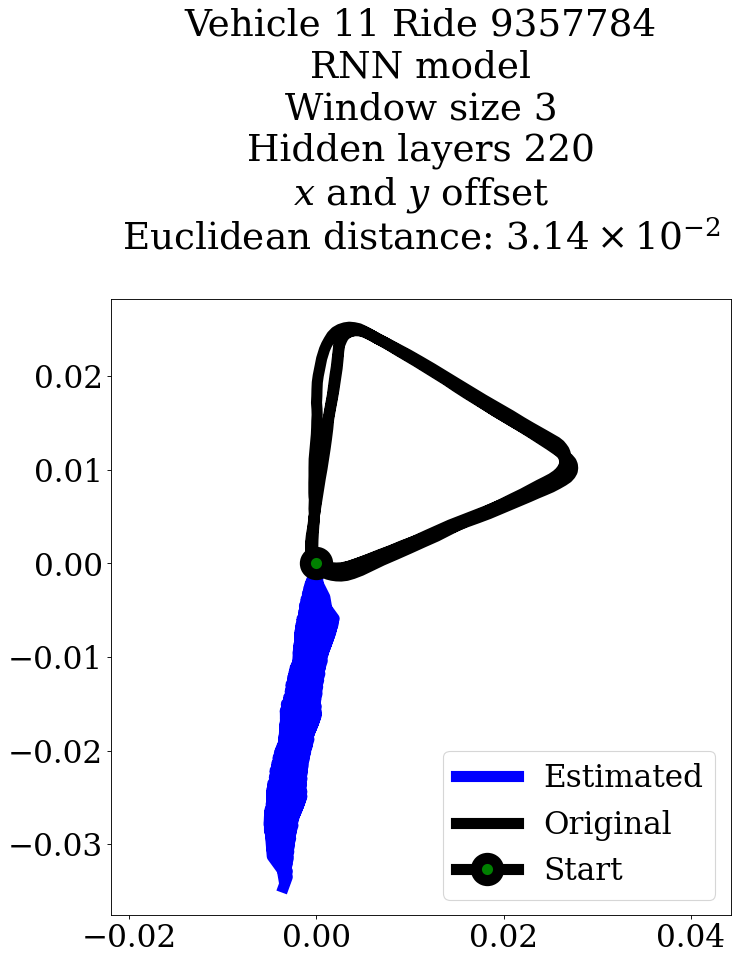 Vehicle 11 Ride 9357784
RNN model
Window size 3
Hidden layers 220
x and y offset
Euclidean distance: 3.14 × 10⁻²
0.02
0.01
0.00
−0.01
−0.02
−0.03
Estimated
Original
Start
−0.02 0.00 0.02 0.04